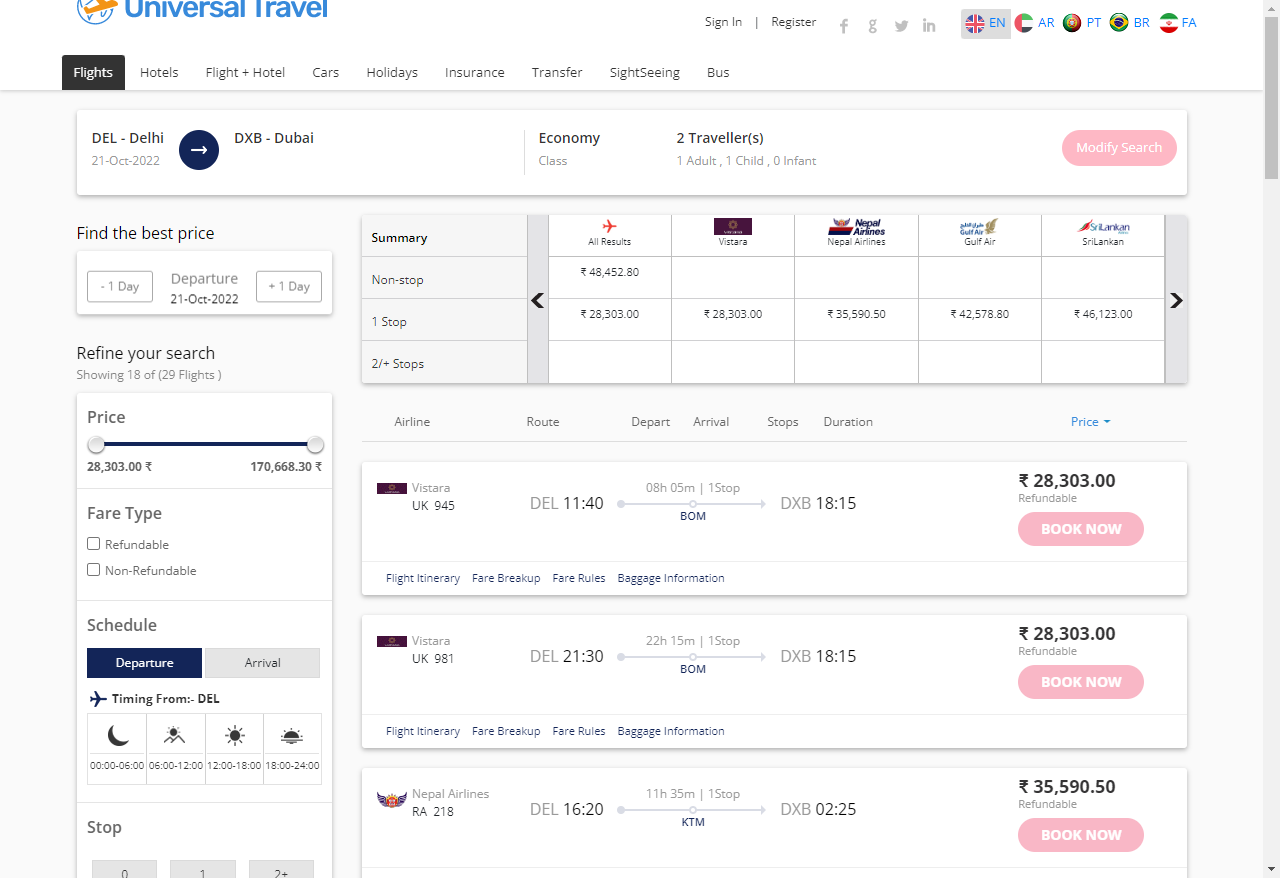 Universal Travel
Sign In | Register
EN AR PT BR FA
Flights Hotels Flight + Hotel Cars Holidays Insurance Transfer SightSeeing Bus
DEL - Delhi → DXB - Dubai Economy 2 Traveller(s) Modify Search
21-Oct-2022 Class 1 Adult , 1 Child , 0 Infant
Find the best price
- 1 Day Departure + 1 Day
21-Oct-2022
Summary All Results Vistara Nepal Airlines Gulf Air SriLankan
Non-stop ₹ 48,452.80
1 Stop ₹ 28,303.00 ₹ 28,303.00 ₹ 35,590.50 ₹ 42,578.80 ₹ 46,123.00
2/+ Stops
Refine your search
Showing 18 of (29 Flights )
Price
28,303.00 ₹ 170,668.30 ₹
Fare Type
Refundable
Non-Refundable
Schedule
Departure Arrival
Timing From:- DEL
00:00-06:00 06:00-12:00 12:00-18:00 18:00-24:00
Stop
0 1 2+
Airline Route Depart Arrival Stops Duration Price
Vistara
UK 945
DEL 11:40
08h 05m | 1Stop
BOM
DXB 18:15
₹ 28,303.00
Refundable
BOOK NOW
Flight Itinerary Fare Breakup Fare Rules Baggage Information
Vistara
UK 981
DEL 21:30
22h 15m | 1Stop
BOM
DXB 18:15
₹ 28,303.00
Refundable
BOOK NOW
Flight Itinerary Fare Breakup Fare Rules Baggage Information
Nepal Airlines
RA 218
DEL 16:20
11h 35m | 1Stop
KTM
DXB 02:25
₹ 35,590.50
Refundable
BOOK NOW